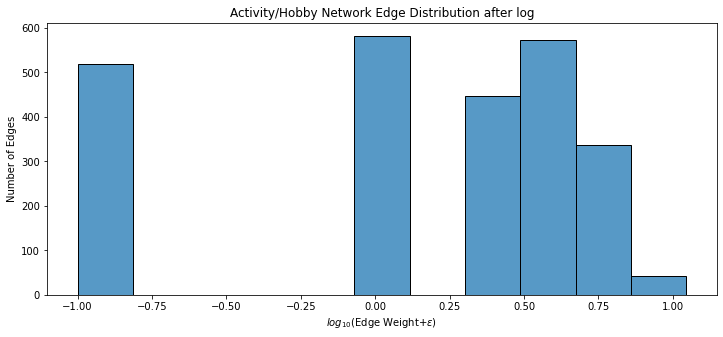 Activity/Hobby Network Edge Distribution after log
600
500
400
300
200
100
0
Number of Edges
−1.00 −0.75 −0.50 −0.25 0.00 0.25 0.50 0.75 1.00
log₁₀(Edge Weight+ε)